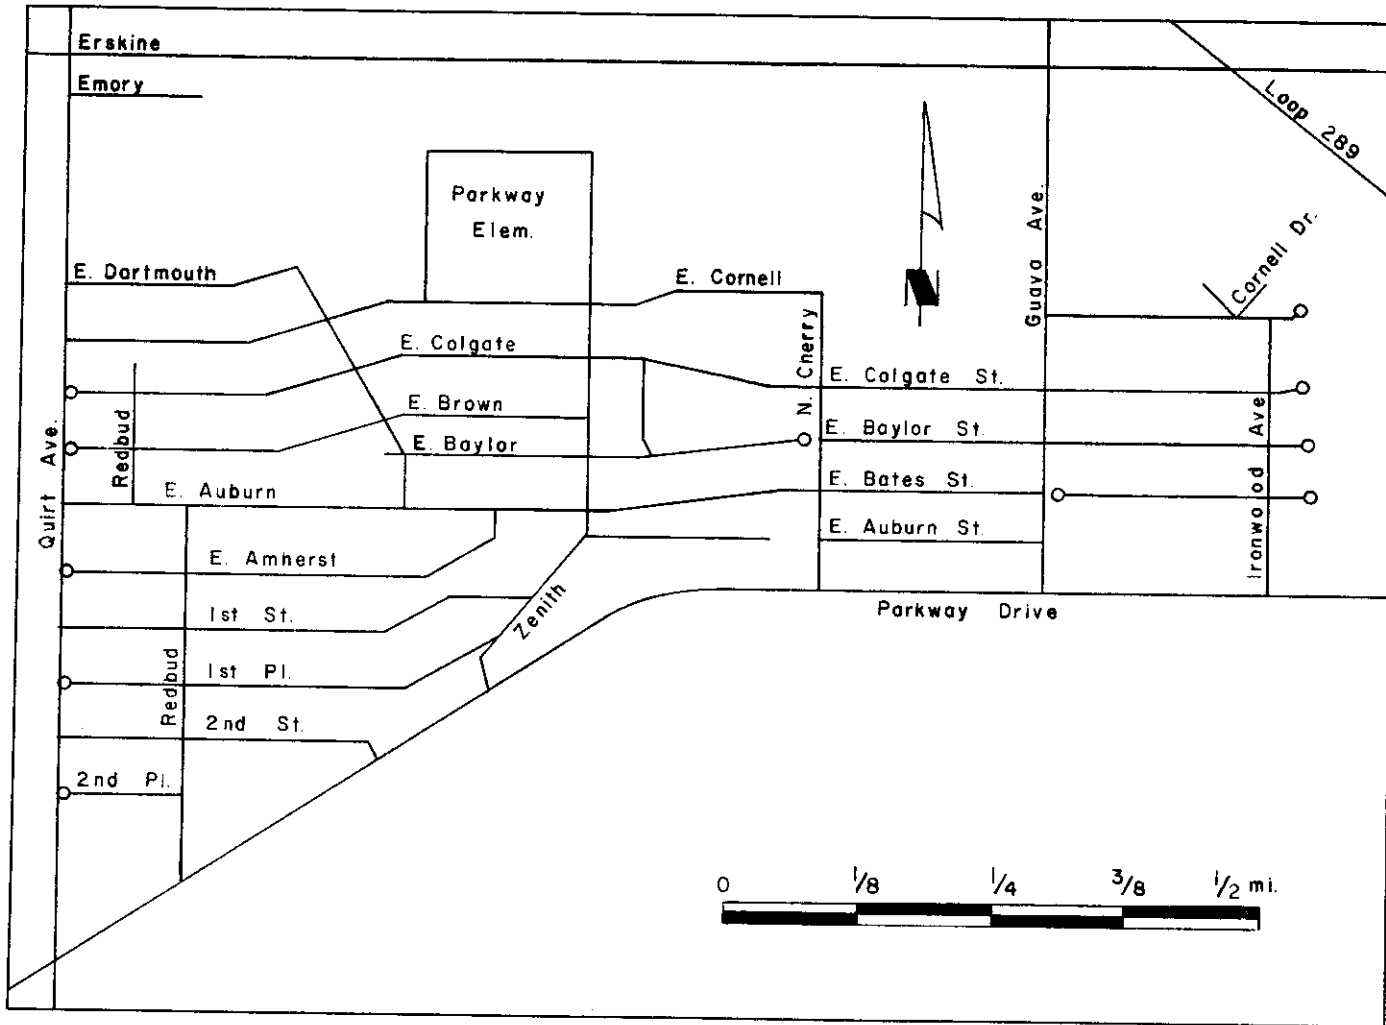 Erskine
Emory
Loop 289
Parkway
Elem.
Guava Ave.
Cornell Dr.
E. Dartmouth
E. Cornell
N
N. Cherry
E. Colgate
E. Colgate St.
Redbud
E. Brown
E. Baylor
E. Baylor St.
Ironwood Ave
Quirt Ave.
E. Auburn
E. Bates St.
E. Auburn St.
E. Amherst
Zenith
Parkway Drive
1st St.
1st Pl.
Redbud
2nd St.
2nd Pl.
0 1/8 1/4 3/8 1/2 mi.